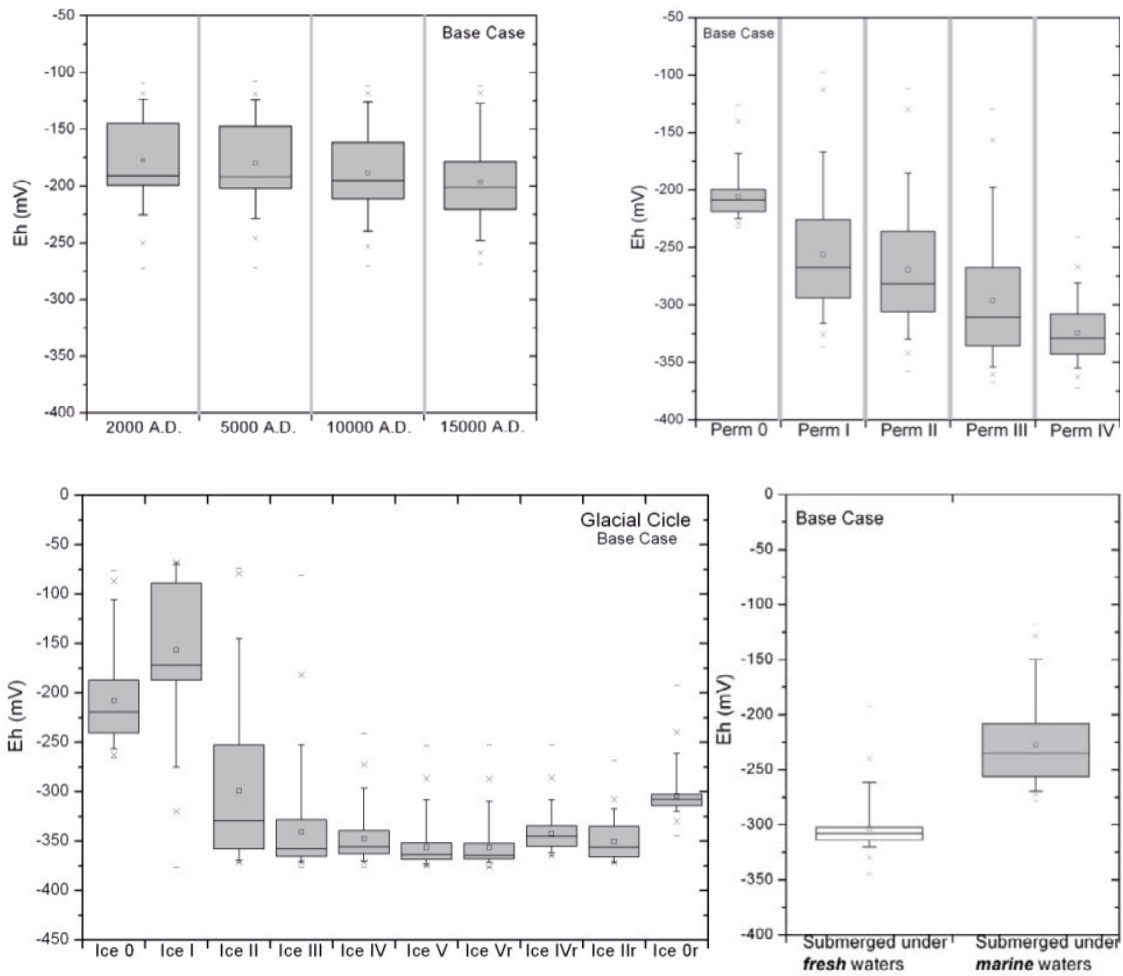 -50
-100
-150
-200
-250
-300
-350
-400
Eh (mV)
Base Case
2000 A.D.
5000 A.D.
10000 A.D.
15000 A.D.
-50
-100
-150
-200
-250
-300
-350
-400
Eh (mV)
Base Case
Perm 0
Perm I
Perm II
Perm III
Perm IV
0
-50
-100
-150
-200
-250
-300
-350
-400
-450
Eh (mV)
Glacial Cicle
Base Case
Ice 0
Ice I
Ice II
Ice III
Ice IV
Ice V
Ice Vr
Ice IVr
Ice IIr
Ice 0r
0
-50
-100
-150
-200
-250
-300
-350
-400
Eh (mV)
Base Case
Submerged under
fresh waters
Submerged under
marine waters